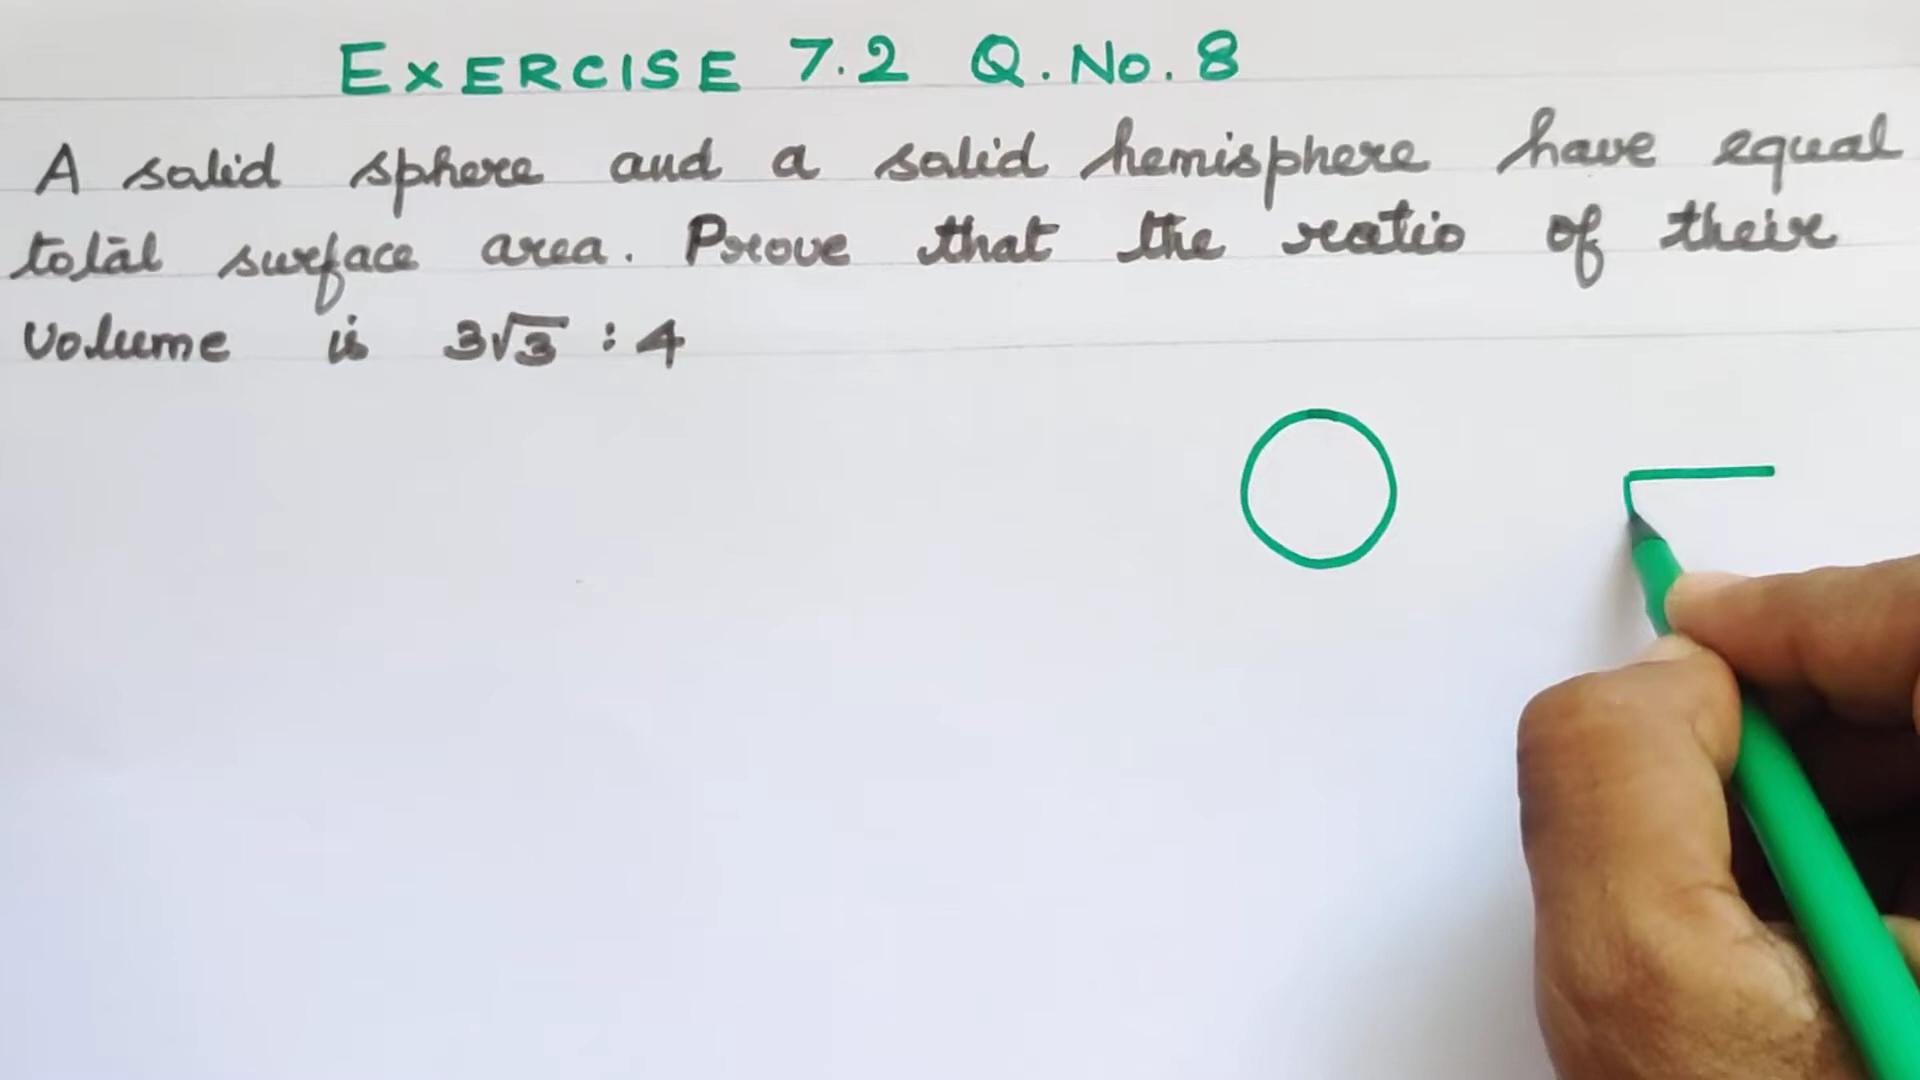 EXERCISE 7.2 Q.No.8
A solid sphere and a solid hemisphere have equal
total surface area. Prove that the ratio of their
volume is 3√3 : 4